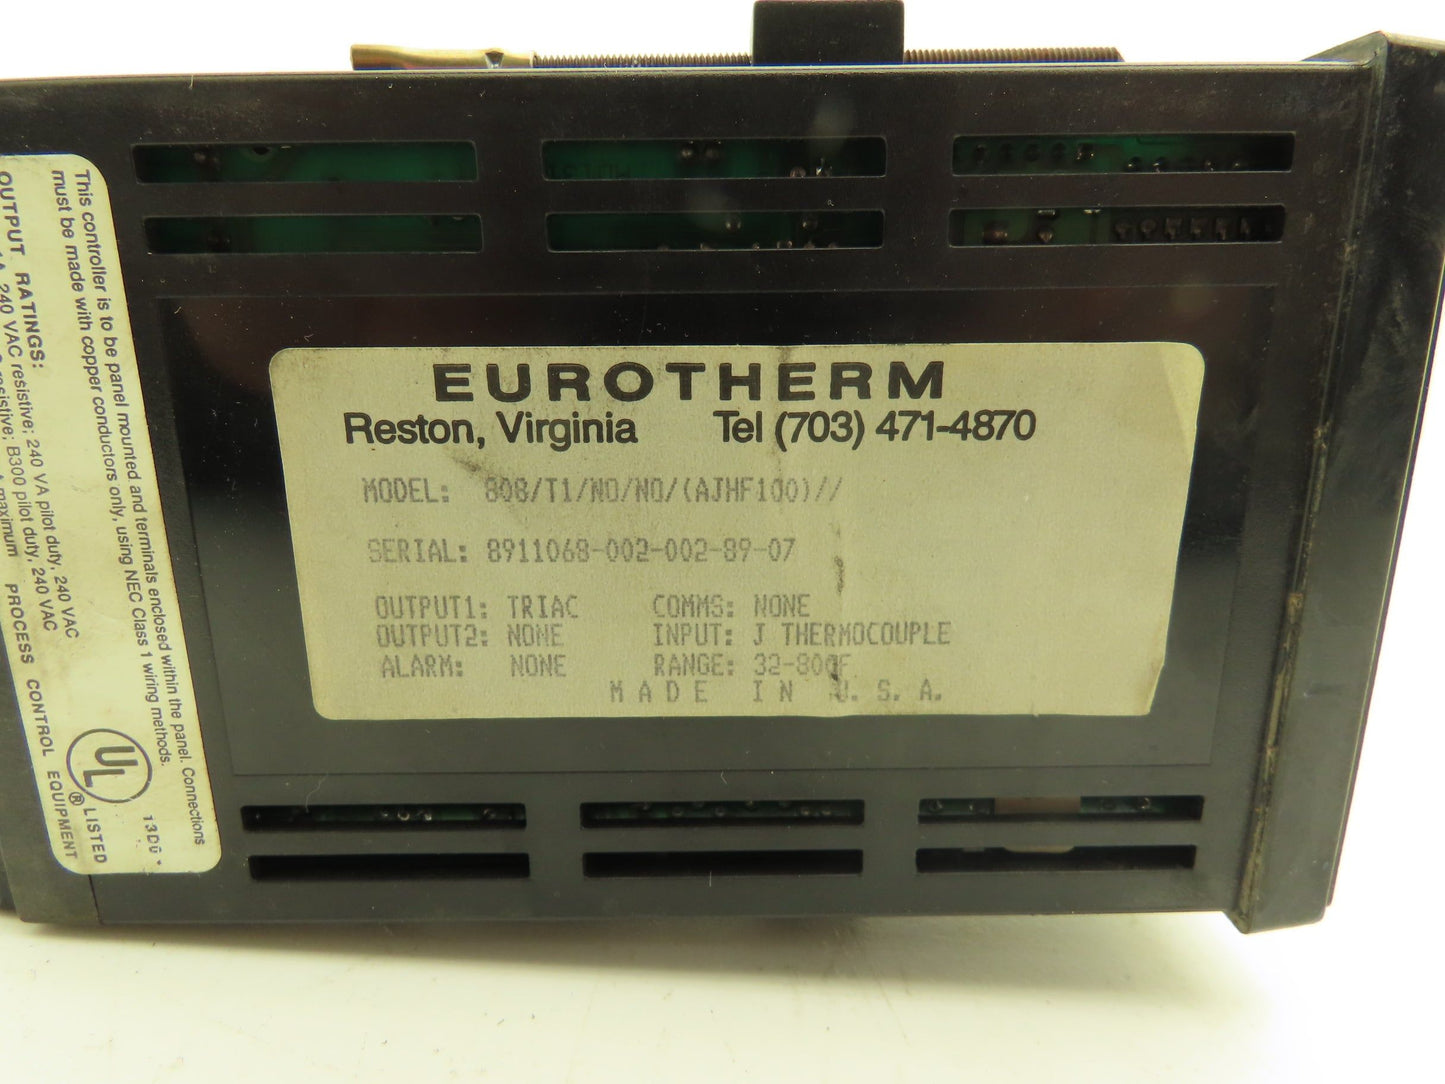 EUROTHERM
Reston, Virginia Tel (703) 471-4870
MODEL: 808/T1/NO/NO/(AJHF100)//
SERIAL: 8911068-002-002-89-07
OUTPUT1: TRIAC COMMS: NONE
OUTPUT2: NONE INPUT: J THERMOCOUPLE
ALARM: NONE RANGE: 32-800F
MADE IN U.S.A.
This controller is to be panel mounted and terminals enclosed within the panel. Connections
must be made with copper conductors only, using NEC Class 1 wiring methods.
OUTPUT RATINGS:
240 VAC resistive; 240 VA pilot duty, 240 VAC
resistive; B300 pilot duty, 240 VAC
maximum
PROCESS CONTROL EQUIPMENT
UL ® LISTED